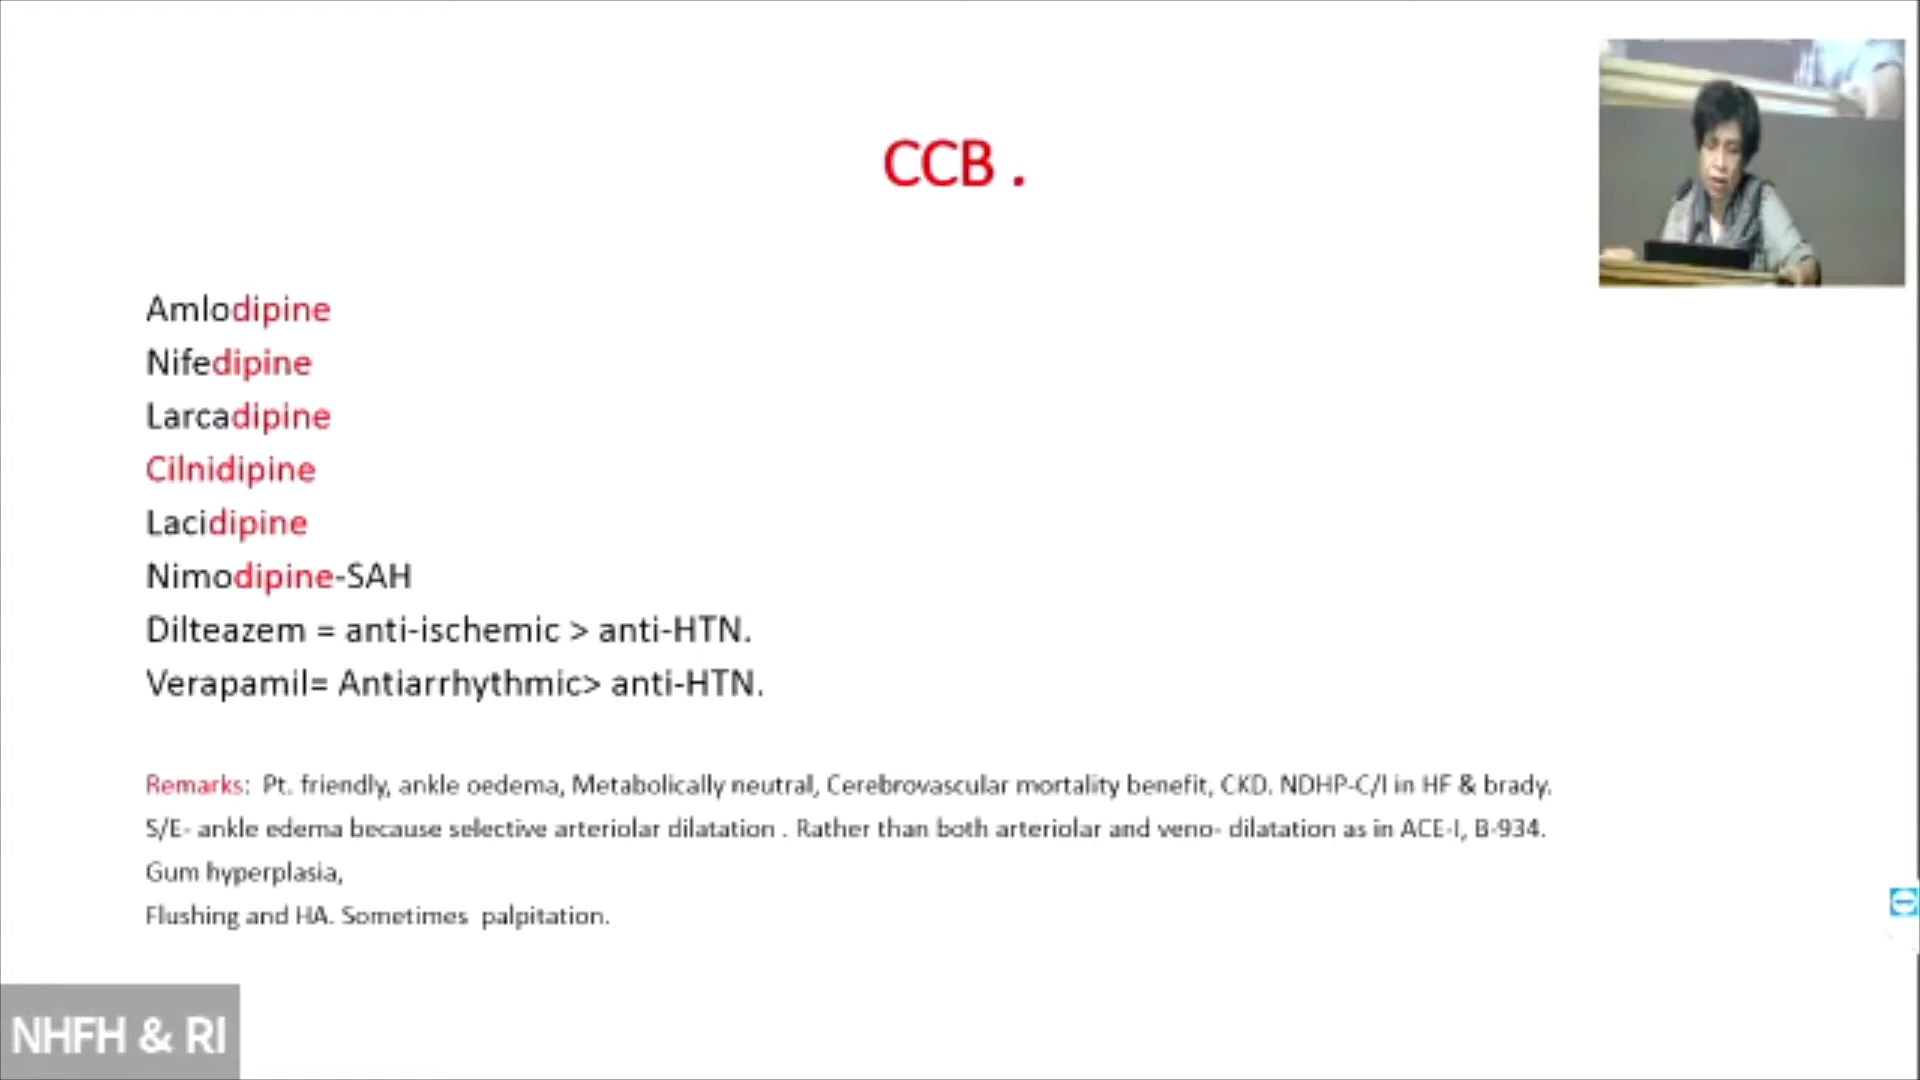 CCB .
Amlodipine
Nifedipine
Larcadipine
Cilnidipine
Lacidipine
Nimodipine-SAH
Dilteazem = anti-ischemic > anti-HTN.
Verapamil= Antiarrhythmic> anti-HTN.
Remarks:  Pt. friendly, ankle oedema, Metabolically neutral, Cerebrovascular mortality benefit, CKD. NDHP-C/I in HF & brady.
S/E- ankle edema because selective arteriolar dilatation . Rather than both arteriolar and veno- dilatation as in ACE-I, B-934.
Gum hyperplasia,
Flushing and HA. Sometimes  palpitation.
NHFH & RI